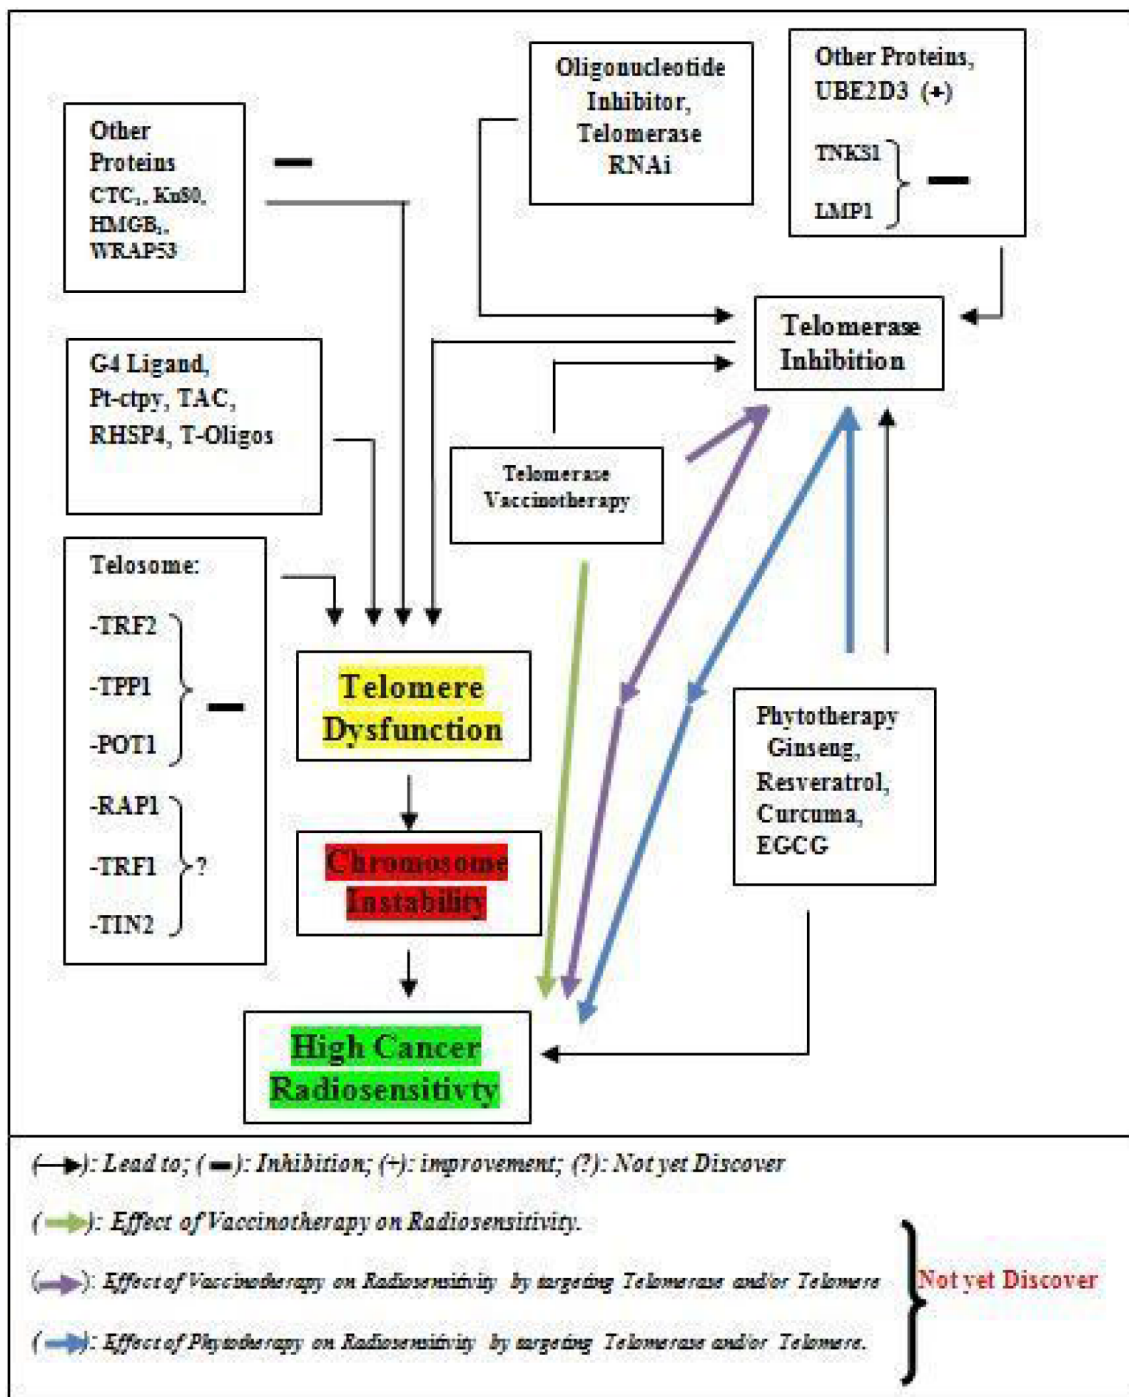 Other
Proteins
CTC₁, Ku80,
HMGB₁,
WRAP53
Oligonucleotide
Inhibitor,
Telomerase
RNAi
Other Proteins,
UBE2D3 (+)
TNKS1
LMP1
Telomerase
Inhibition
G4 Ligand,
Pt-ctpy, TAC,
RHSP4, T-Oligos
Telomerase
Vaccinotherapy
Telosome:
-TRF2
-TPP1
-POT1
-RAP1
-TRF1
?
-TIN2
Telomere
Dysfunction
Chromosome
Instability
High Cancer
Radiosensitivty
Phytotherapy
Ginseng,
Resveratrol,
Curcuma,
EGCG
(→): Lead to; (▬): Inhibition; (+): improvement; (?): Not yet Discover
(→): Effect of Vaccinotherapy on Radiosensitivity.
(→): Effect of Vaccinotherapy on Radiosensitivity by targeting Telomerase and/or Telomere
(→): Effect of Phytotherapy on Radiosensitivity by targeting Telomerase and/or Telomere.
Not yet Discover